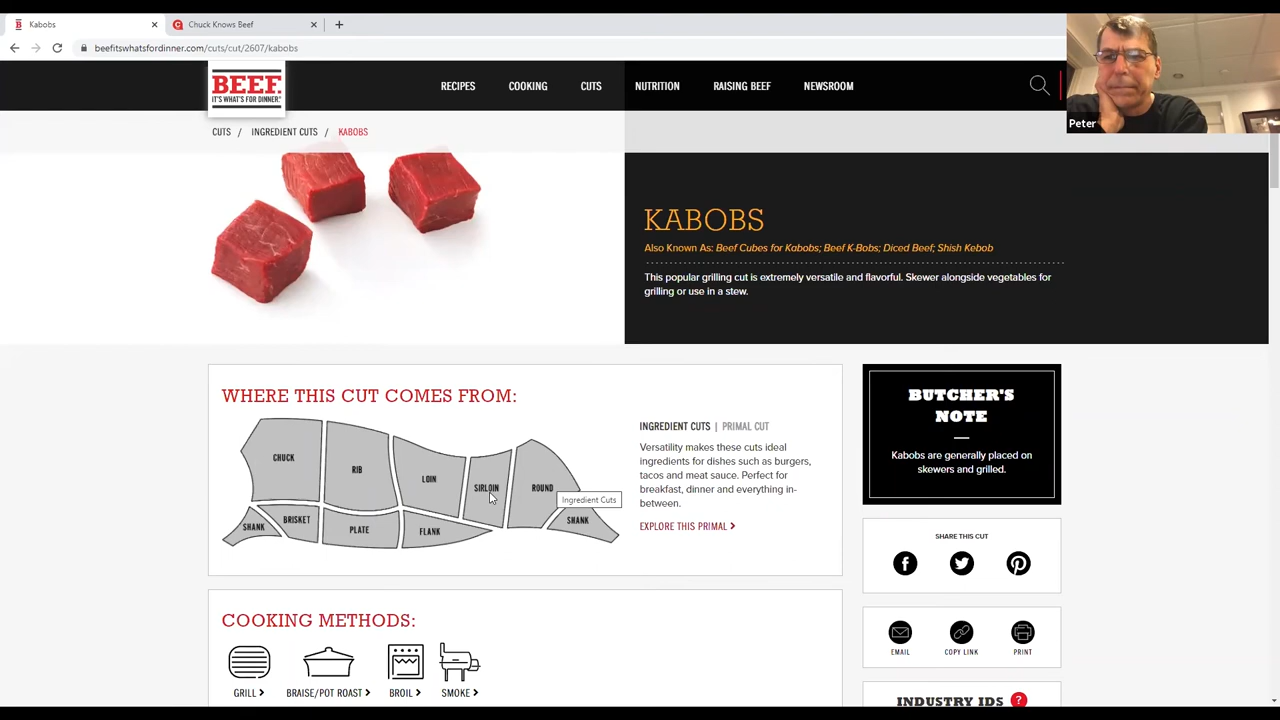 Kabobs
Chuck Knows Beef
beefitswhatsfordinner.com/cuts/cut/2607/kabobs
BEEF.
IT'S WHAT'S FOR DINNER.
RECIPES COOKING CUTS NUTRITION RAISING BEEF NEWSROOM
Peter
CUTS / INGREDIENT CUTS / KABOBS
KABOBS
Also Known As: Beef Cubes for Kabobs; Beef K-Bobs; Diced Beef; Shish Kebob
This popular grilling cut is extremely versatile and flavorful. Skewer alongside vegetables for
grilling or use in a stew.
WHERE THIS CUT COMES FROM:
CHUCK
RIB
LOIN
SIRLOIN
ROUND
SHANK
BRISKET
PLATE
FLANK
SHANK
Ingredient Cuts
INGREDIENT CUTS | PRIMAL CUT
Versatility makes these cuts ideal
ingredients for dishes such as burgers,
tacos and meat sauce. Perfect for
breakfast, dinner and everything in-
between.
EXPLORE THIS PRIMAL >
BUTCHER'S
NOTE
Kabobs are generally placed on
skewers and grilled.
SHARE THIS CUT
EMAIL COPY LINK PRINT
INDUSTRY IDS ?
COOKING METHODS:
GRILL > BRAISE/POT ROAST > BROIL > SMOKE >